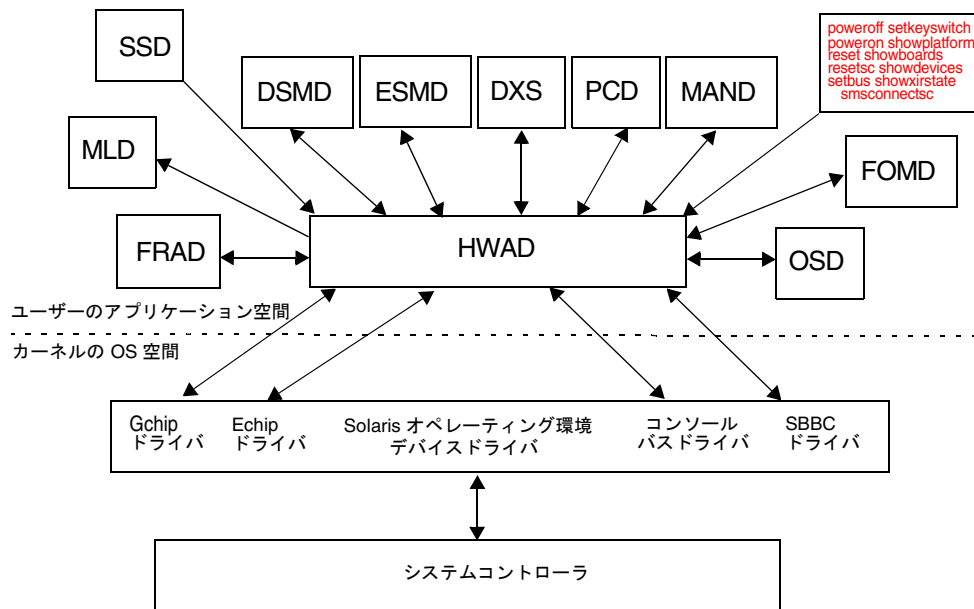 SSD
poweroff setkeyswitch
poweron showplatform
reset showboards
resetsc showdevices
setbus showxirstate
smsconnectsc
DSMD
ESMD
DXS
PCD
MAND
MLD
FOMD
FRAD
HWAD
OSD
ユーザーのアプリケーション空間
カーネルの OS 空間
Gchip
ドライバ
Echip
ドライバ
Solaris オペレーティング環境
デバイスドライバ
コンソール
バスドライバ
SBBC
ドライバ
システムコントローラ